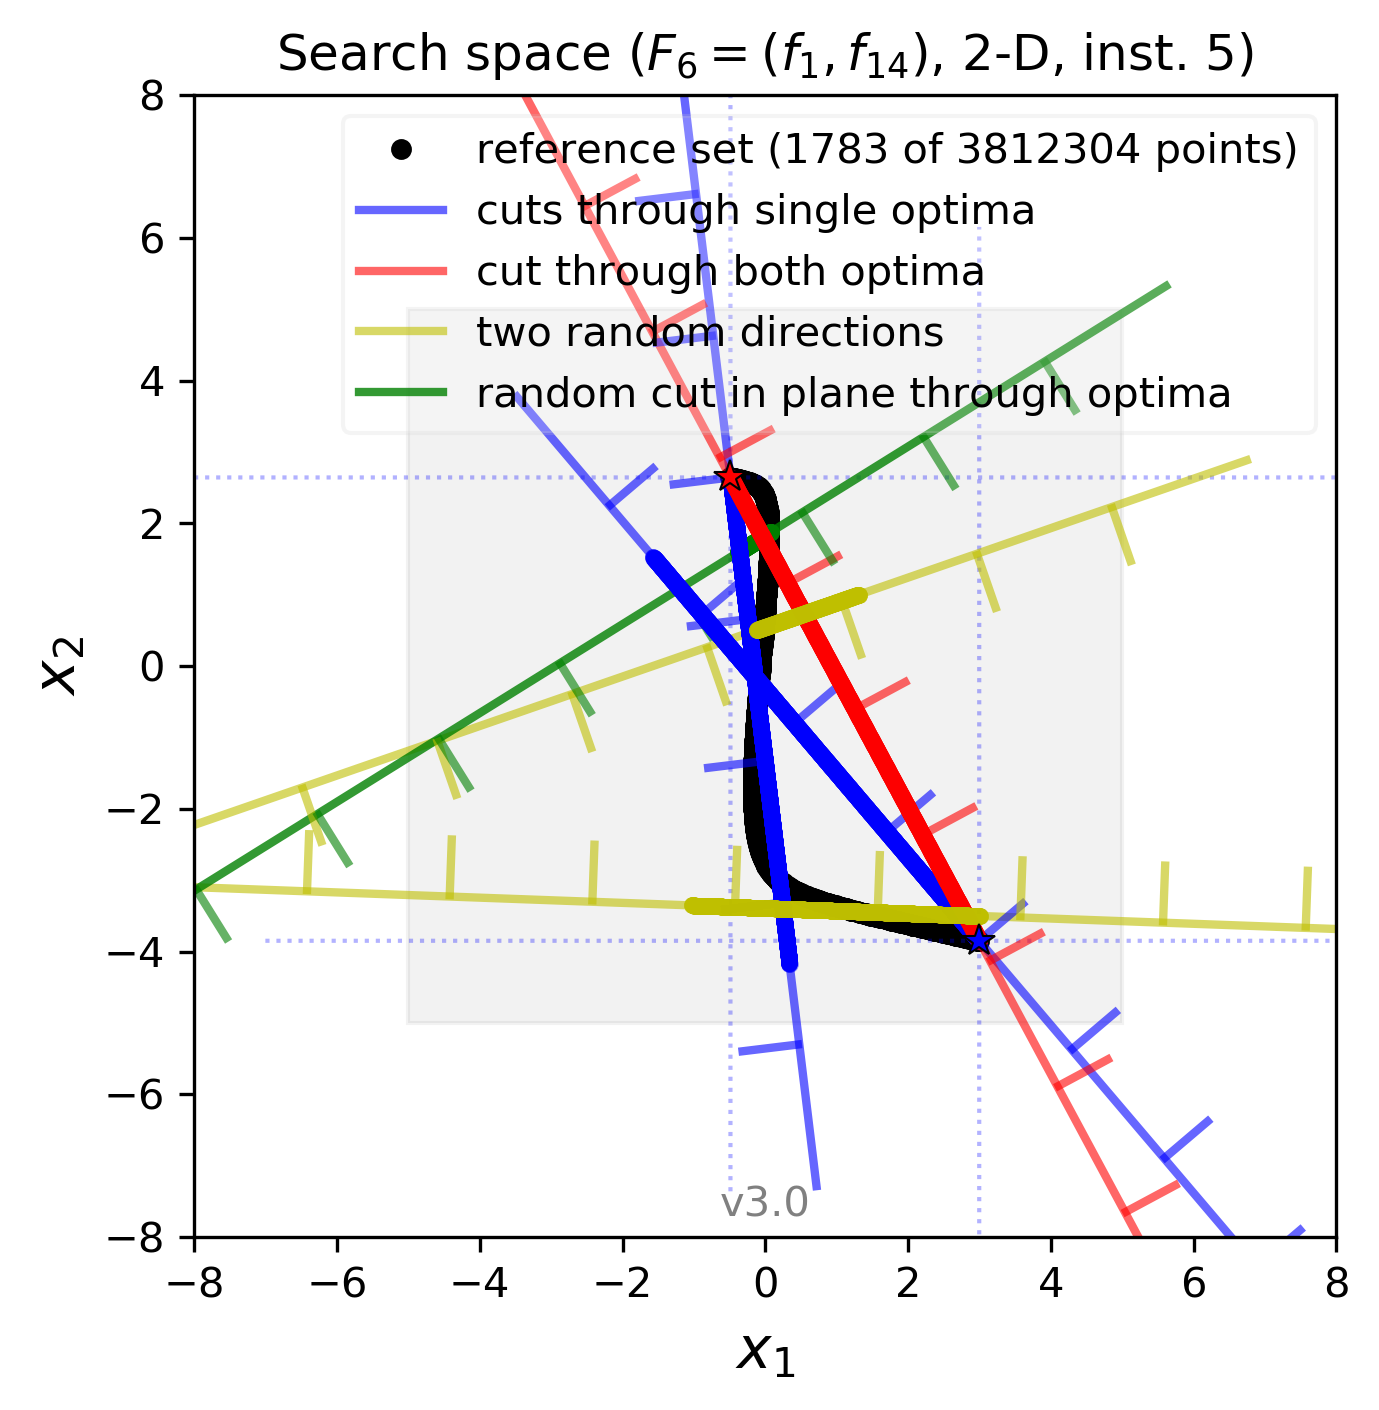 Search space (F₆ = (f₁, f₁₄), 2-D, inst. 5)
reference set (1783 of 3812304 points)
cuts through single optima
cut through both optima
two random directions
random cut in plane through optima
8
6
4
2
0
−2
−4
−6
−8
x₂
v3.0
−8 −6 −4 −2 0 2 4 6 8
x₁